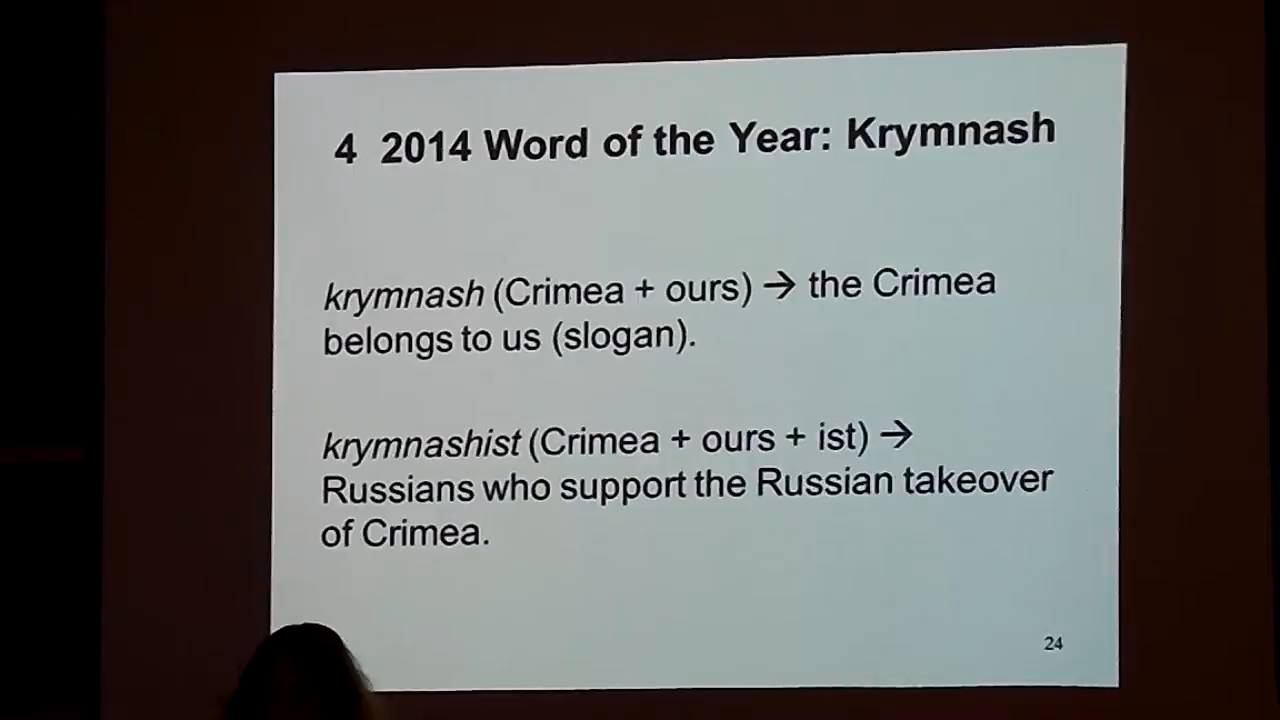 4 2014 Word of the Year: Krymnash
krymnash (Crimea + ours) → the Crimea
belongs to us (slogan).
krymnashist (Crimea + ours + ist) →
Russians who support the Russian takeover
of Crimea.
24